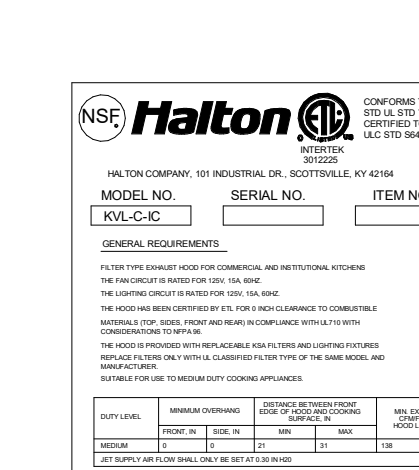 NSF
Halton
ETL
INTERTEK
3012225
CONFORMS
STD UL STD
CERTIFIED
ULC STD S64
HALTON COMPANY, 101 INDUSTRIAL DR., SCOTTSVILLE, KY 42164
MODEL NO. SERIAL NO. ITEM
KVL-C-IC
GENERAL REQUIREMENTS
FILTER TYPE EXHAUST HOOD FOR COMMERCIAL AND INSTITUTIONAL KITCHENS
THE FAN CIRCUIT IS RATED FOR 125V, 15A, 60HZ.
THE LIGHTING CIRCUIT IS RATED FOR 125V, 15A, 60HZ.
THE HOOD HAS BEEN CERTIFIED BY ETL FOR 0 INCH CLEARANCE TO COMBUSTIBLE
MATERIALS (TOP, SIDES, FRONT AND REAR) IN COMPLIANCE WITH UL710 WITH
CONSIDERATIONS TO NFPA 96.
THE HOOD IS PROVIDED WITH REPLACEABLE KSA FILTERS AND LIGHTING FIXTURES
REPLACE FILTERS ONLY WITH UL CLASSIFIED FILTER TYPE OF THE SAME MODEL AND
MANUFACTURER.
SUITABLE FOR USE TO MEDIUM DUTY COOKING APPLIANCES.
DUTY LEVEL MINIMUM OVERHANG DISTANCE BETWEEN FRONT
EDGE OF HOOD AND COOKING
SURFACE, IN MIN. EX
CFM/F
HOOD L
FRONT, IN SIDE, IN MIN MAX
MEDIUM 0 0 21 31 138
JET SUPPLY AIR FLOW SHALL ONLY BE SET AT 0.30 IN H20